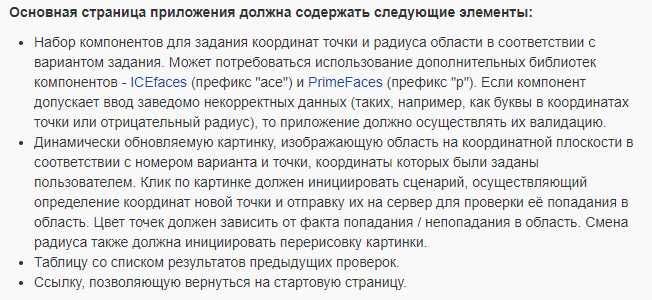 Основная страница приложения должна содержать следующие элементы:
• Набор компонентов для задания координат точки и радиуса области в соответствии с
вариантом задания. Может потребоваться использование дополнительных библиотек
компонентов - ICEfaces (префикс "ace") и PrimeFaces (префикс "p"). Если компонент
допускает ввод заведомо некорректных данных (таких, например, как буквы в координатах
точки или отрицательный радиус), то приложение должно осуществлять их валидацию.
• Динамически обновляемую картинку, изображающую область на координатной плоскости в
соответствии с номером варианта и точки, координаты которых были заданы
пользователем. Клик по картинке должен инициировать сценарий, осуществляющий
определение координат новой точки и отправку их на сервер для проверки её попадания в
область. Цвет точек должен зависить от факта попадания / непопадания в область. Смена
радиуса также должна инициировать перерисовку картинки.
• Таблицу со списком результатов предыдущих проверок.
• Ссылку, позволяющую вернуться на стартовую страницу.